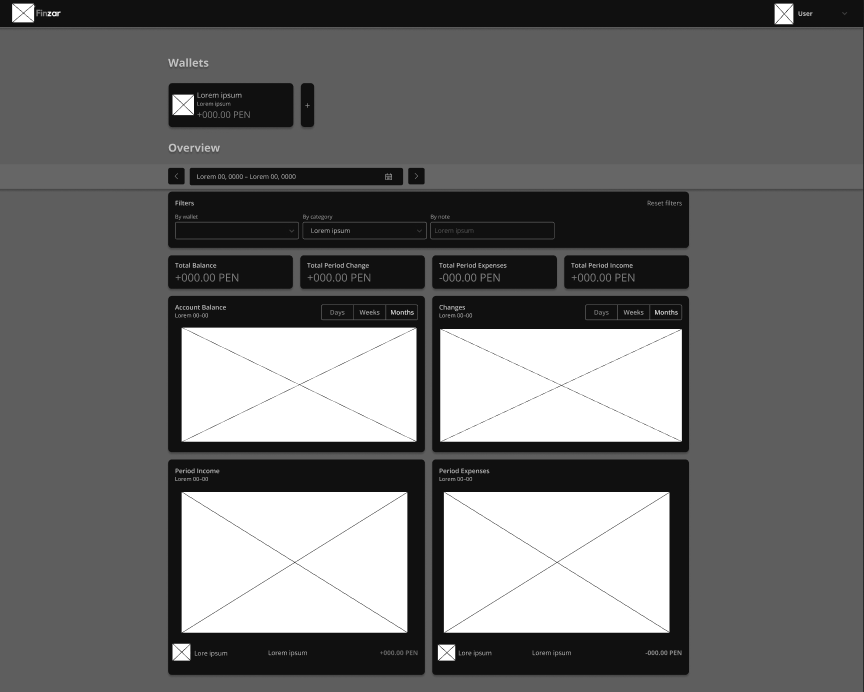 Finzar
User
Wallets
Lorem ipsum
Lorem ipsum
+000.00 PEN
+
Overview
Lorem 00, 0000 – Lorem 00, 0000
Filters
Reset filters
By wallet
By category
By note
Lorem ipsum
Lorem ipsum
Total Balance
+000.00 PEN
Total Period Change
+000.00 PEN
Total Period Expenses
-000.00 PEN
Total Period Income
+000.00 PEN
Account Balance
Lorem 00-00
Days Weeks Months
Changes
Lorem 00-00
Days Weeks Months
Period Income
Lorem 00-00
Lore ipsum Lorem ipsum +000.00 PEN
Period Expenses
Lorem 00-00
Lore ipsum Lorem ipsum -000.00 PEN